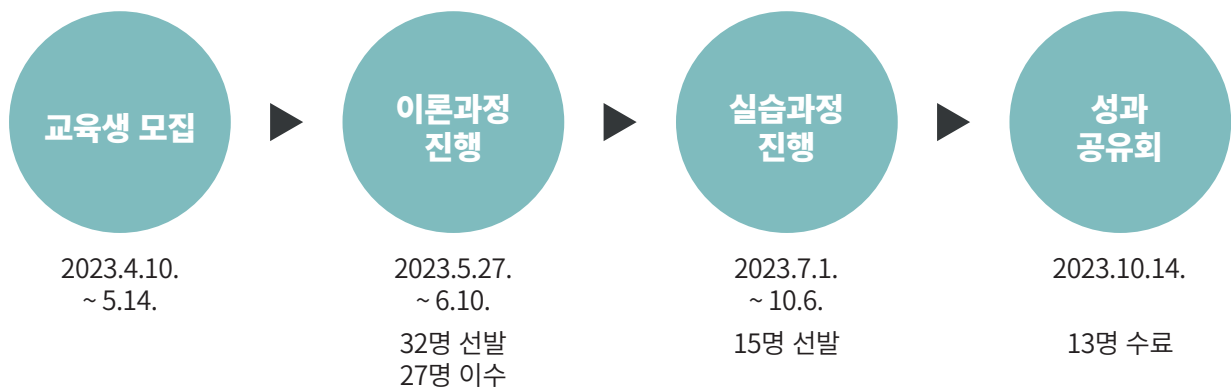 교육생 모집
이론과정
진행
실습과정
진행
성과
공유회
2023.4.10.
~ 5.14.
2023.5.27.
~ 6.10.
32명 선발
27명 이수
2023.7.1.
~ 10.6.
15명 선발
2023.10.14.
13명 수료